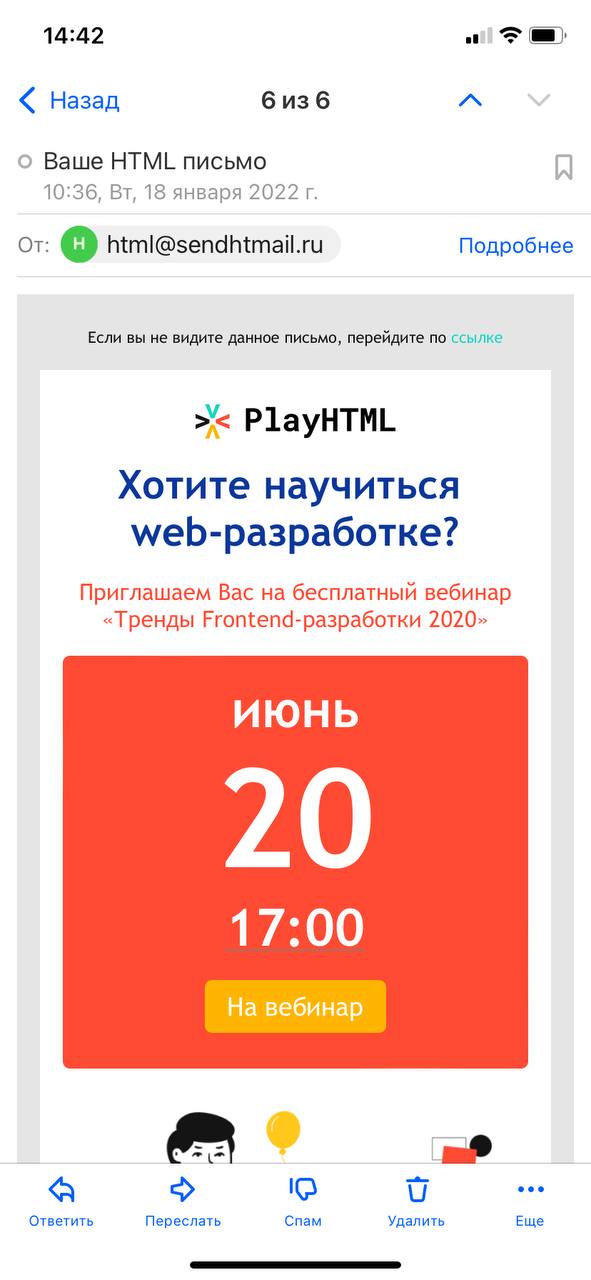 14:42
Назад
6 из 6
Ваше HTML письмо
10:36, Вт, 18 января 2022 г.
От: H html@sendhtmail.ru Подробнее
Если вы не видите данное письмо, перейдите по ссылке
PlayHTML
Хотите научиться
web-разработке?
Приглашаем Вас на бесплатный вебинар
«Тренды Frontend-разработки 2020»
ИЮНЬ
20
17:00
На вебинар
Ответить Переслать Спам Удалить Еще